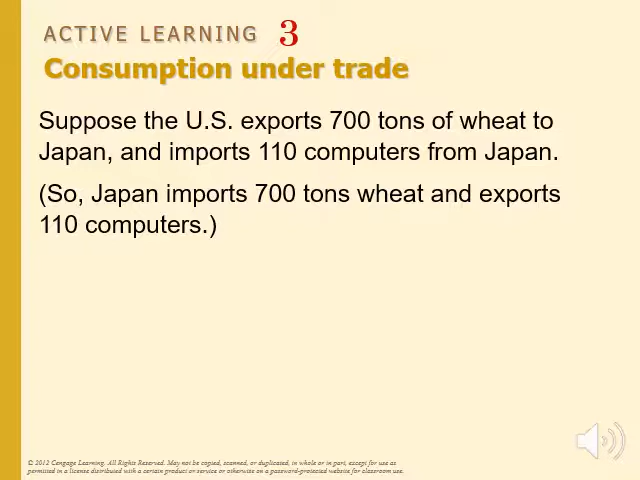 ACTIVE LEARNING 3
Consumption under trade
Suppose the U.S. exports 700 tons of wheat to
Japan, and imports 110 computers from Japan.
(So, Japan imports 700 tons wheat and exports
110 computers.)
© 2012 Cengage Learning. All Rights Reserved. May not be copied, scanned, or duplicated, in whole or in part, except for use as
permitted in a license distributed with a certain product or service or otherwise on a password-protected website for classroom use.